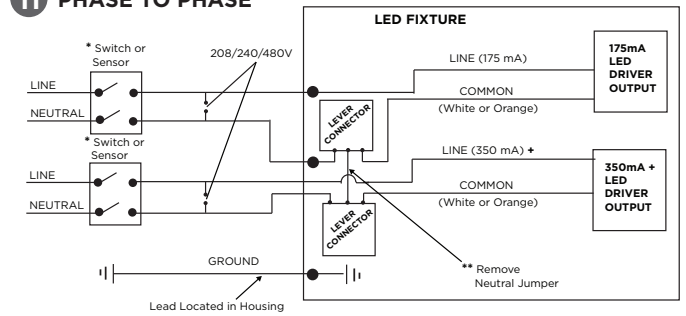 11 PHASE TO PHASE
LED FIXTURE
* Switch or
Sensor
208/240/480V
LINE (175 mA)
175mA
LED
DRIVER
OUTPUT
LINE
COMMON
(White or Orange)
NEUTRAL
LEVER
CONNECTOR
* Switch or
Sensor
LINE (350 mA) +
350mA +
LED
DRIVER
OUTPUT
LINE
COMMON
(White or Orange)
NEUTRAL
LEVER
CONNECTOR
GROUND
** Remove
Neutral Jumper
Lead Located in Housing